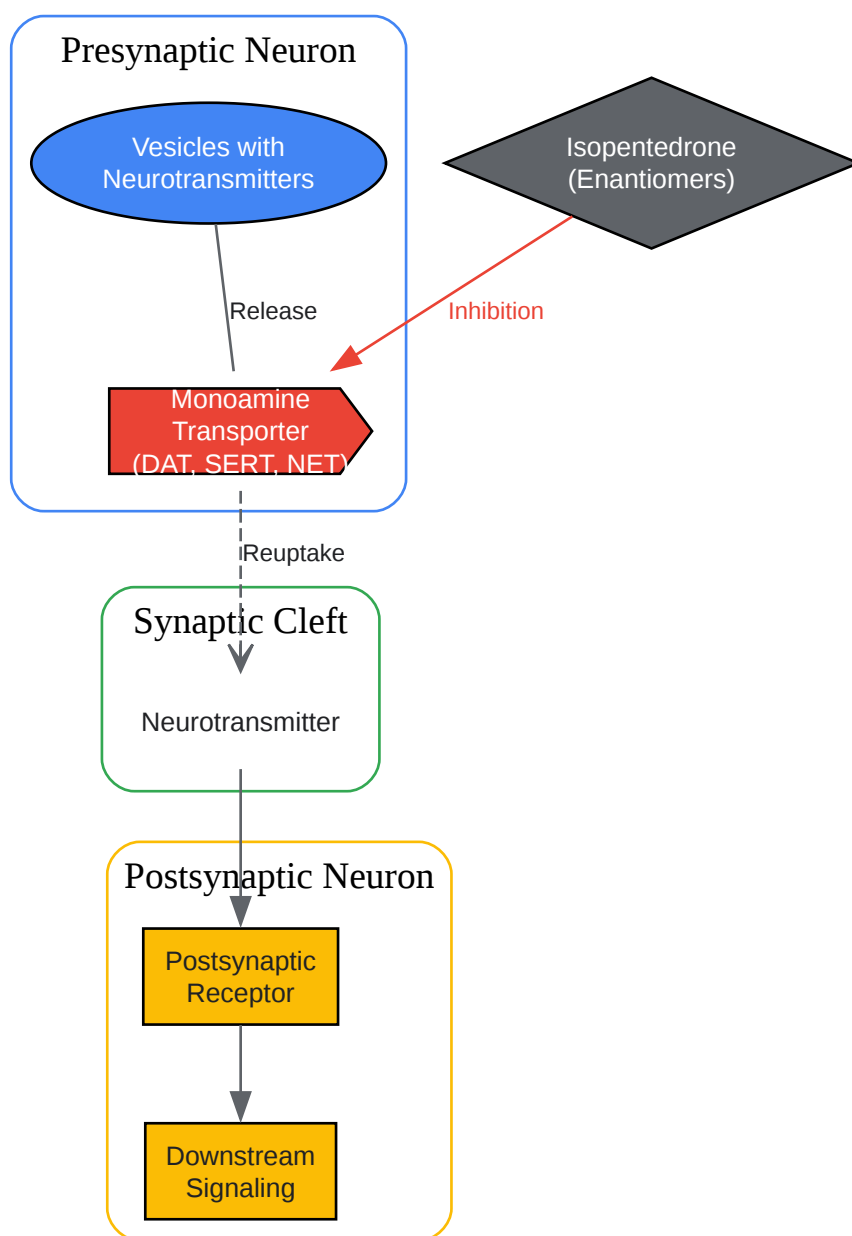 Presynaptic Neuron
Vesicles with
Neurotransmitters
Isopentedrone
(Enantiomers)
Release
Inhibition
Monoamine
Transporter
(DAT, SERT, NET)
Reuptake
Synaptic Cleft
Neurotransmitter
Postsynaptic Neuron
Postsynaptic
Receptor
Downstream
Signaling